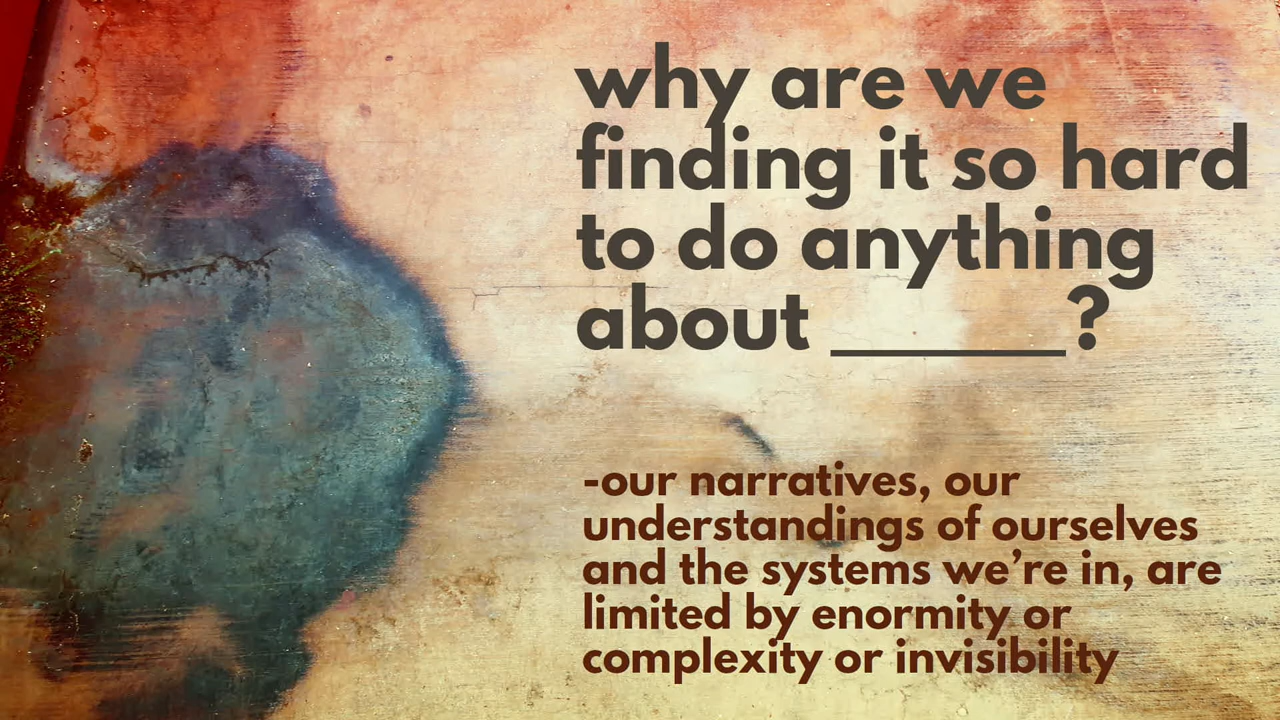 why are we
finding it so hard
to do anything
about ______?
-our narratives, our
understandings of ourselves
and the systems we're in, are
limited by enormity or
complexity or invisibility